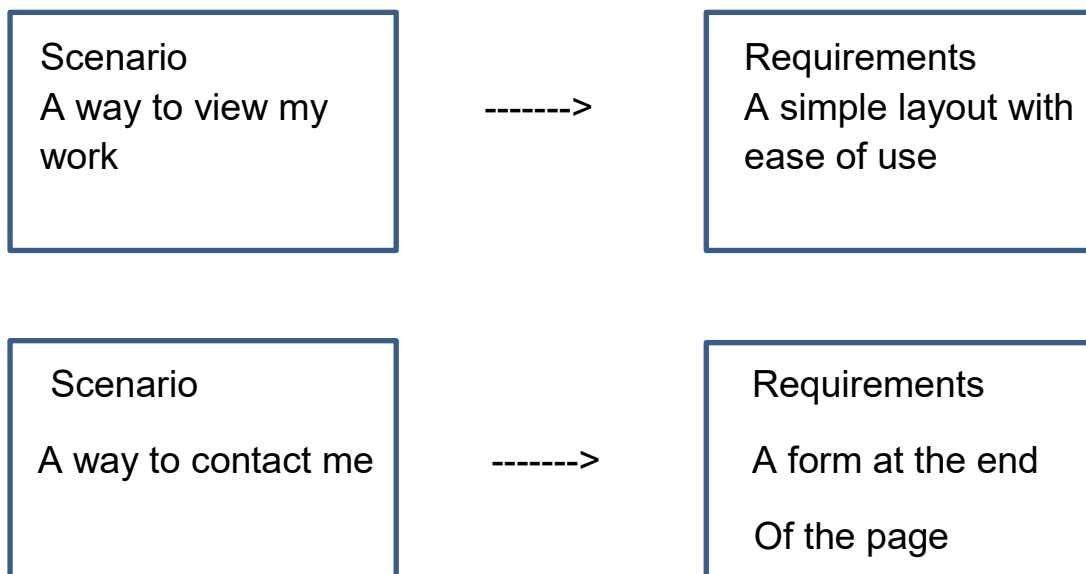 Scenario
A way to view my
work
------->
Requirements
A simple layout with
ease of use
Scenario
A way to contact me
------->
Requirements
A form at the end
Of the page